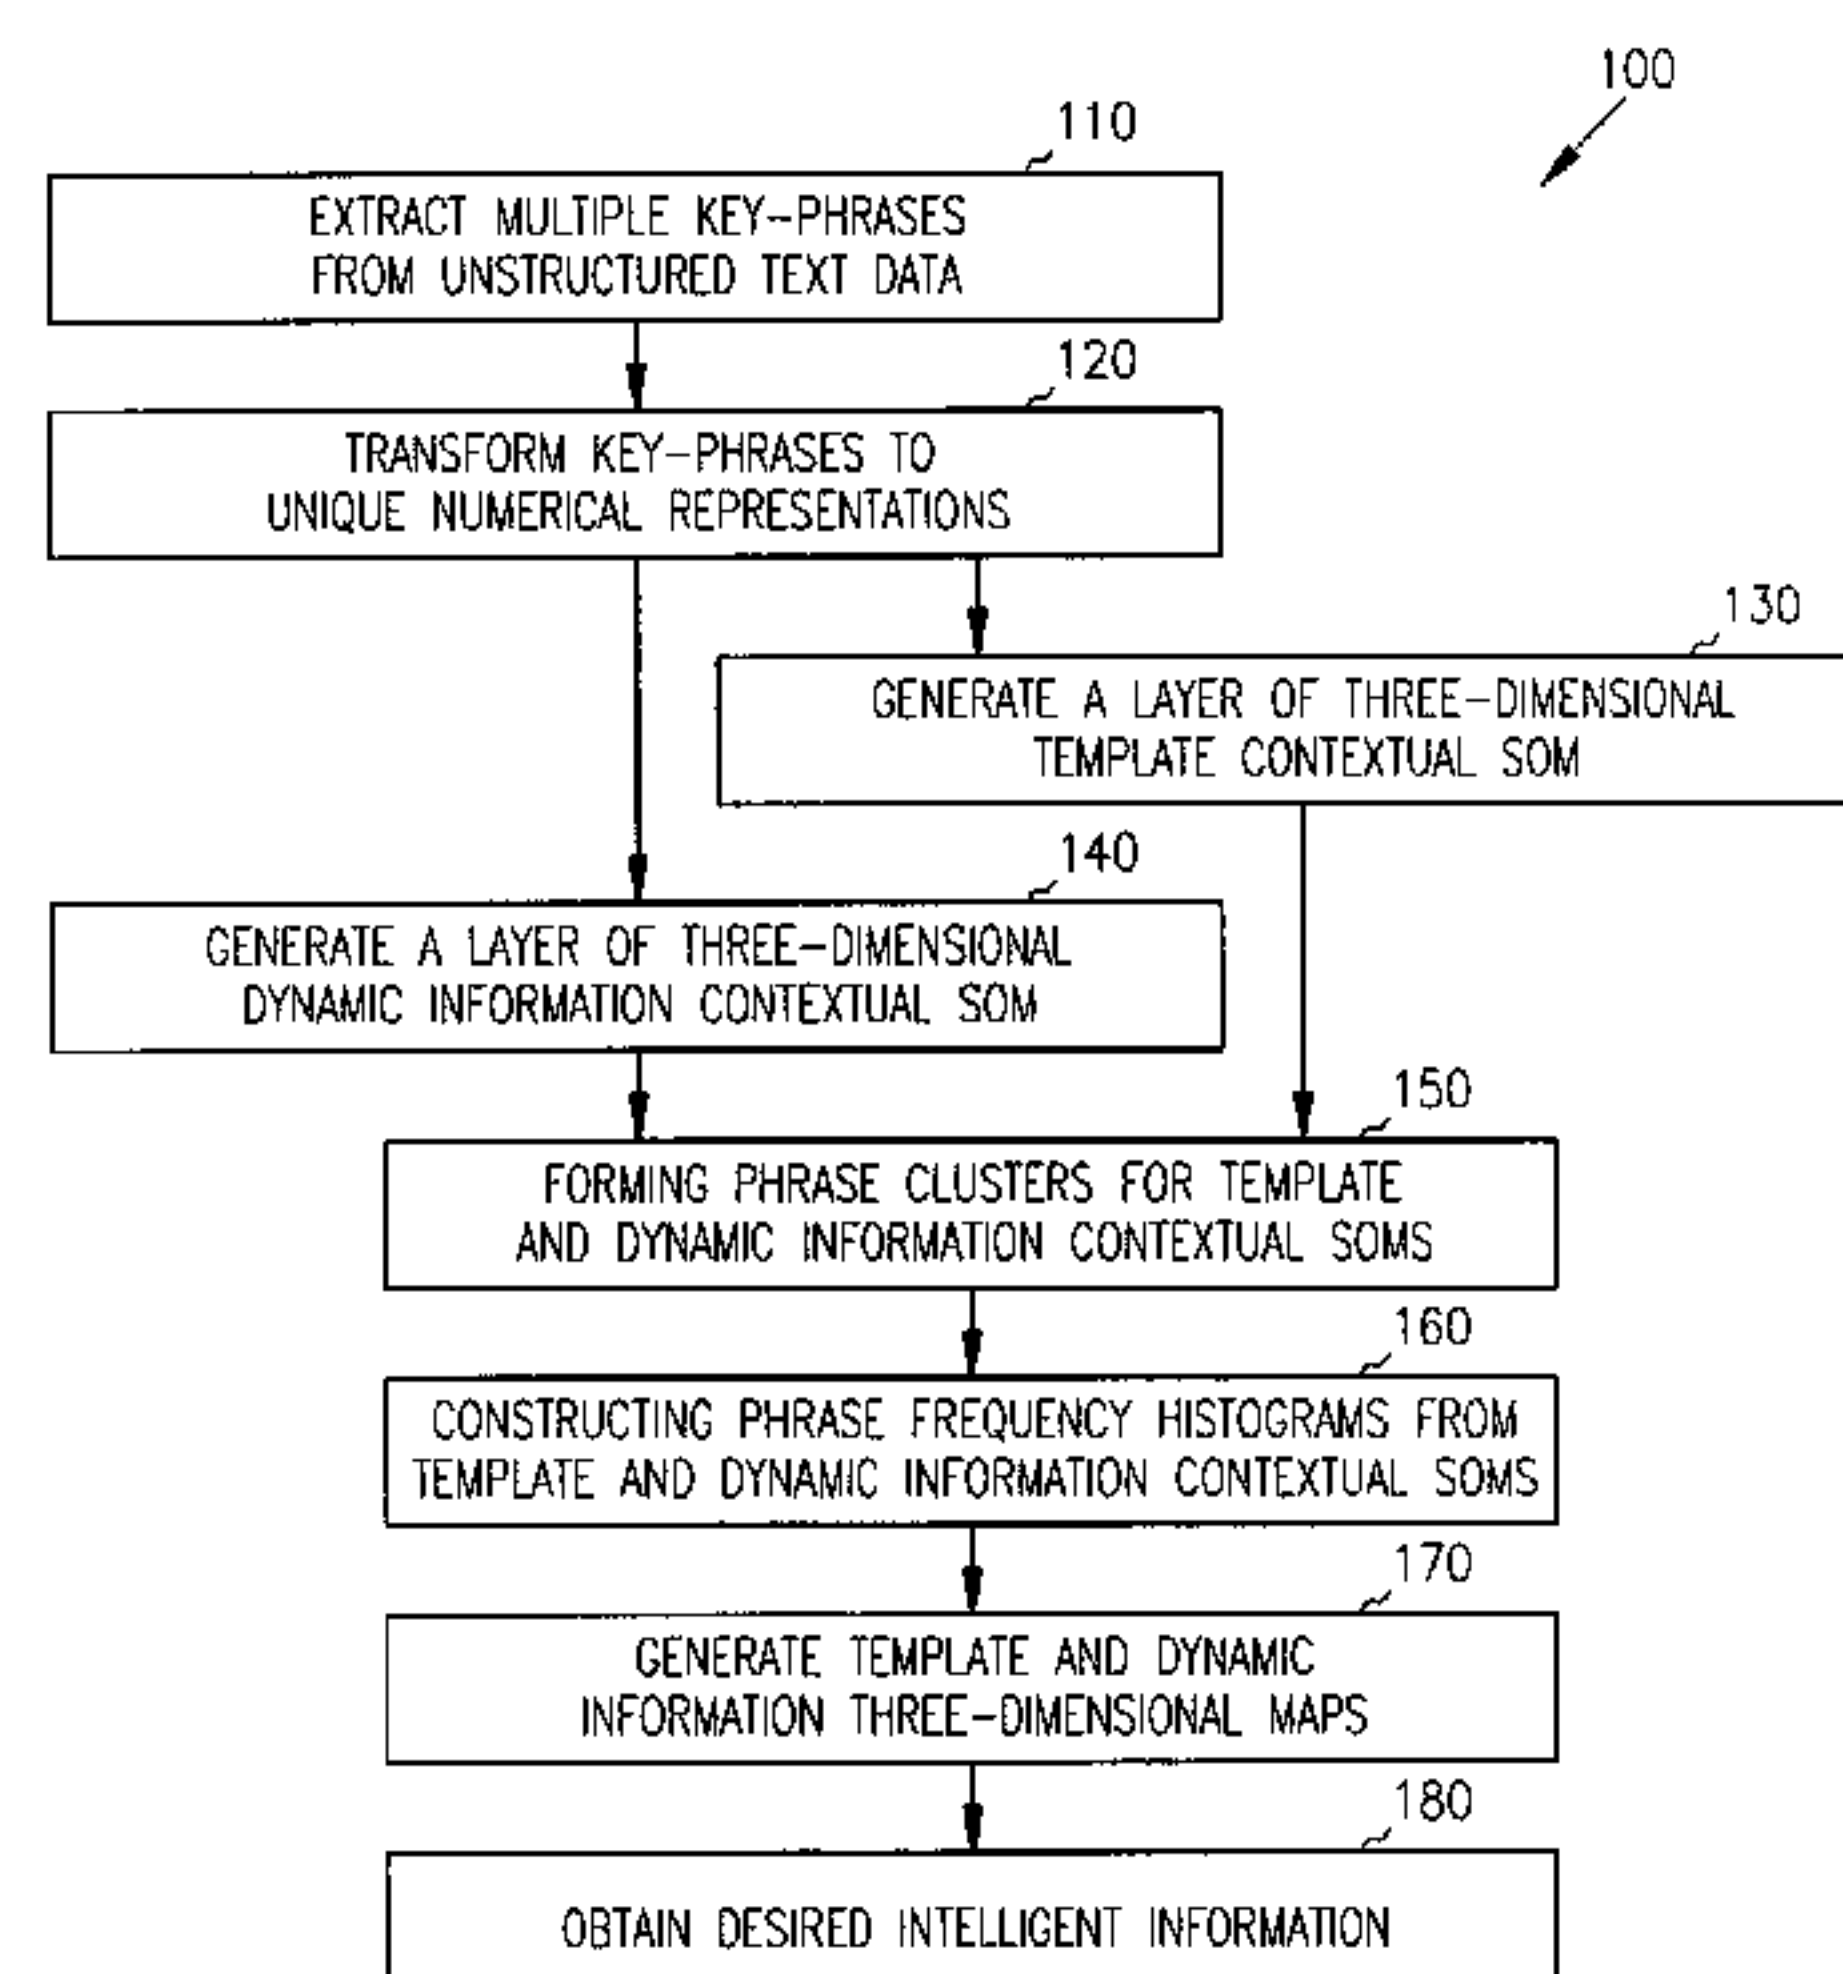 100
110
EXTRACT MULTIPLE KEY-PHRASES
FROM UNSTRUCTURED TEXT DATA
120
TRANSFORM KEY-PHRASES TO
UNIQUE NUMERICAL REPRESENTATIONS
130
GENERATE A LAYER OF THREE-DIMENSIONAL
TEMPLATE CONTEXTUAL SOM
140
GENERATE A LAYER OF THREE-DIMENSIONAL
DYNAMIC INFORMATION CONTEXTUAL SOM
150
FORMING PHRASE CLUSTERS FOR TEMPLATE
AND DYNAMIC INFORMATION CONTEXTUAL SOMS
160
CONSTRUCTING PHRASE FREQUENCY HISTOGRAMS FROM
TEMPLATE AND DYNAMIC INFORMATION CONTEXTUAL SOMS
170
GENERATE TEMPLATE AND DYNAMIC
INFORMATION THREE-DIMENSIONAL MAPS
180
OBTAIN DESIRED INTELLIGENT INFORMATION